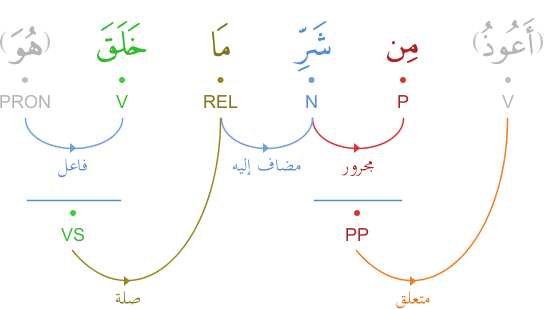 (أَعُوذُ) مِن شَرِّ مَا خَلَقَ (هُوَ)
V P N REL V PRON
فاعل مضاف إليه مجرور
VS PP
صلة متعلق